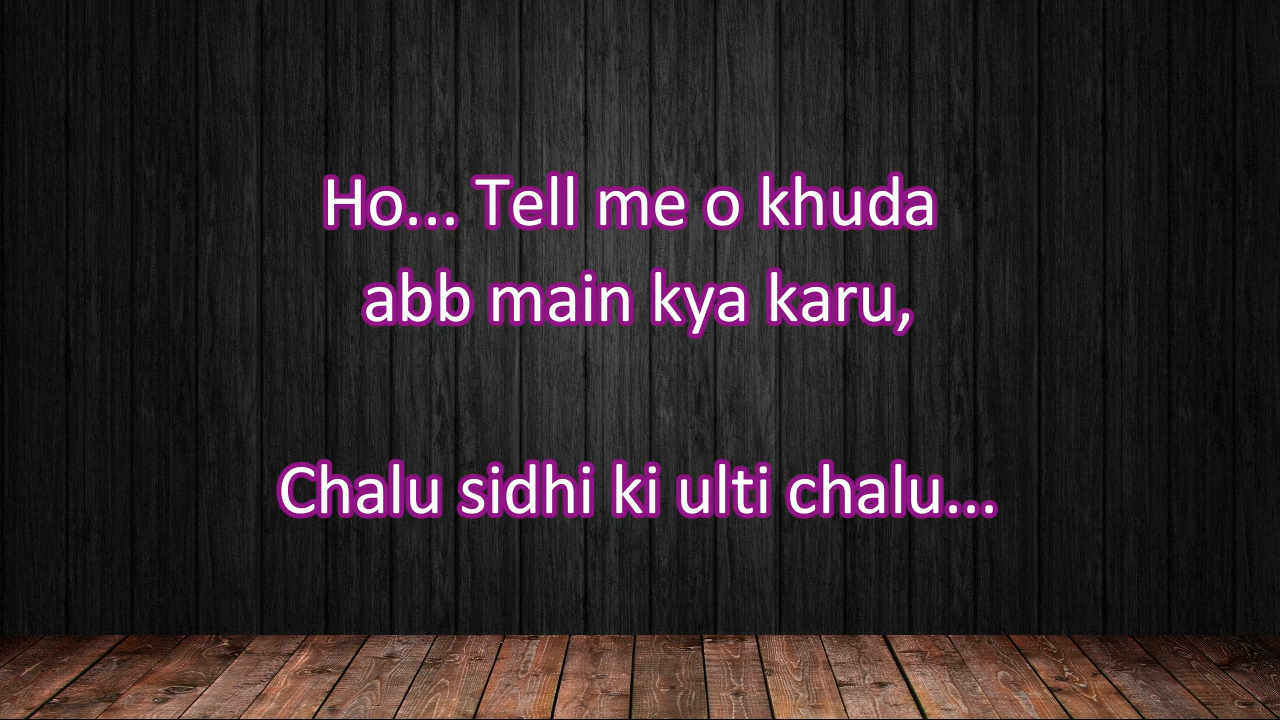 Ho... Tell me o khuda
abb main kya karu,
Chalu sidhi ki ulti chalu...